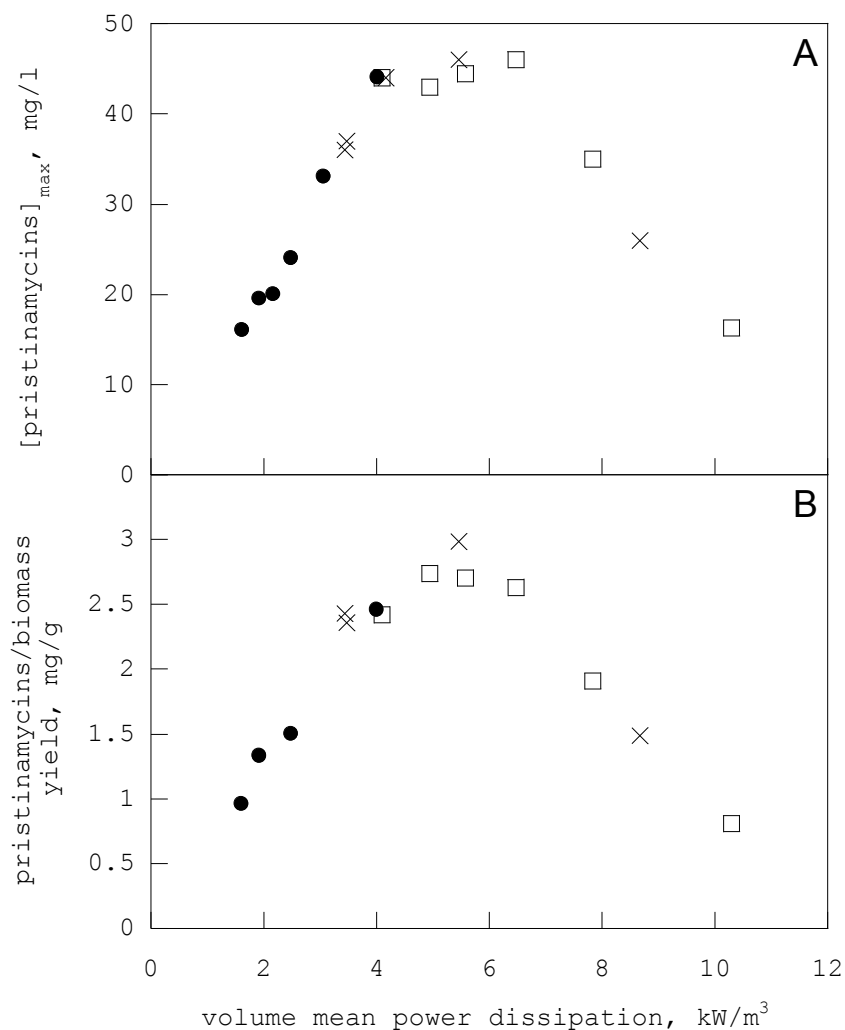 A
50
40
30
20
10
0
[pristinamycins]max, mg/l
B
3
2.5
2
1.5
1
0.5
0
pristinamycins/biomass
yield, mg/g
0 2 4 6 8 10 12
volume mean power dissipation, kW/m³